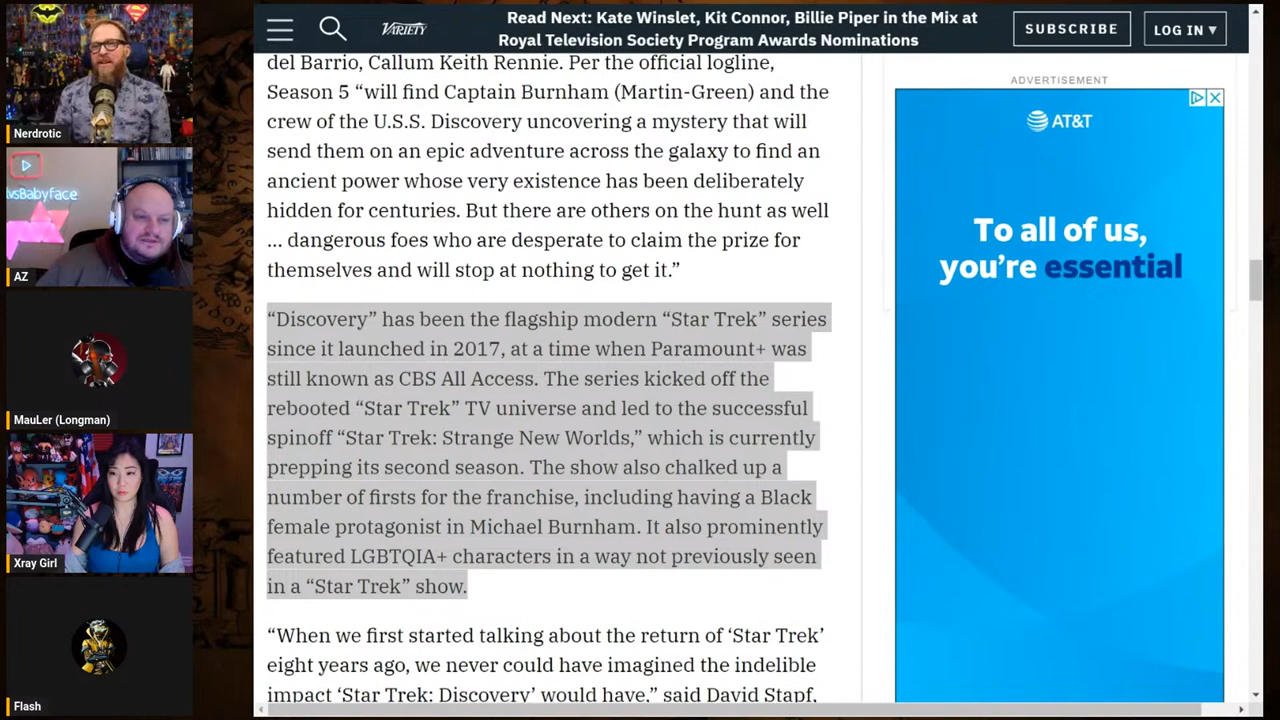 Nerdrotic
vsBabyface
AZ
MauLer (Longman)
Xray Girl
Flash
VARIETY
Read Next: Kate Winslet, Kit Connor, Billie Piper in the Mix at
Royal Television Society Program Awards Nominations
SUBSCRIBE
LOG IN ▾
del Barrio, Callum Keith Rennie. Per the official logline,
Season 5 “will find Captain Burnham (Martin-Green) and the
crew of the U.S.S. Discovery uncovering a mystery that will
send them on an epic adventure across the galaxy to find an
ancient power whose very existence has been deliberately
hidden for centuries. But there are others on the hunt as well
… dangerous foes who are desperate to claim the prize for
themselves and will stop at nothing to get it.”
“Discovery” has been the flagship modern “Star Trek” series
since it launched in 2017, at a time when Paramount+ was
still known as CBS All Access. The series kicked off the
rebooted “Star Trek” TV universe and led to the successful
spinoff “Star Trek: Strange New Worlds,” which is currently
prepping its second season. The show also chalked up a
number of firsts for the franchise, including having a Black
female protagonist in Michael Burnham. It also prominently
featured LGBTQIA+ characters in a way not previously seen
in a “Star Trek” show.
“When we first started talking about the return of ‘Star Trek’
eight years ago, we never could have imagined the indelible
impact ‘Star Trek: Discovery’ would have,” said David Stapf,
ADVERTISEMENT
AT&T
To all of us,
you’re essential